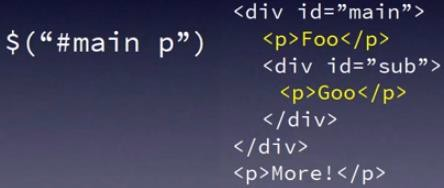 $(“#main p”)
<div id=”main”>
<p>Foo</p>
<div id=”sub”>
<p>Goo</p>
</div>
</div>
<p>More!</p>